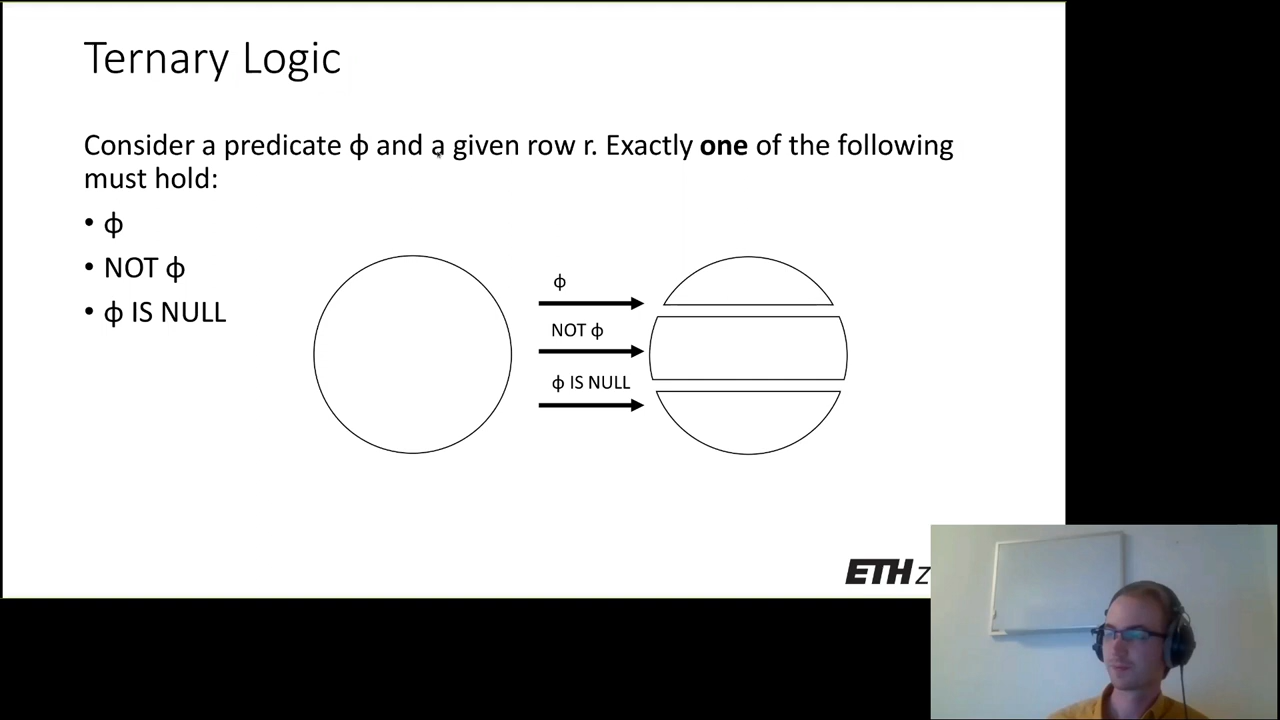 Ternary Logic
Consider a predicate ϕ and a given row r. Exactly one of the following
must hold:
• ϕ
• NOT ϕ
• ϕ IS NULL
ϕ
NOT ϕ
ϕ IS NULL
ETH z